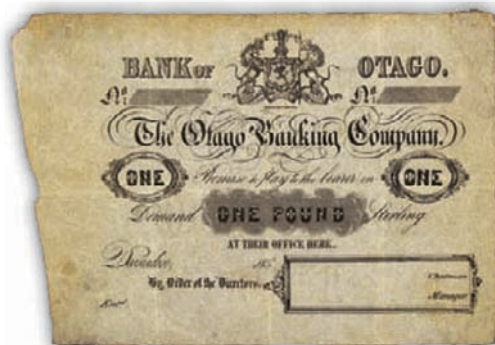 BANK OF OTAGO.
No. No.
The Otago Banking Company.
ONE Promise to pay to the bearer on ONE
Demand ONE POUND Sterling
AT THEIR OFFICE HERE.
Dunedin, 185
By Order of the Directors.
Manager